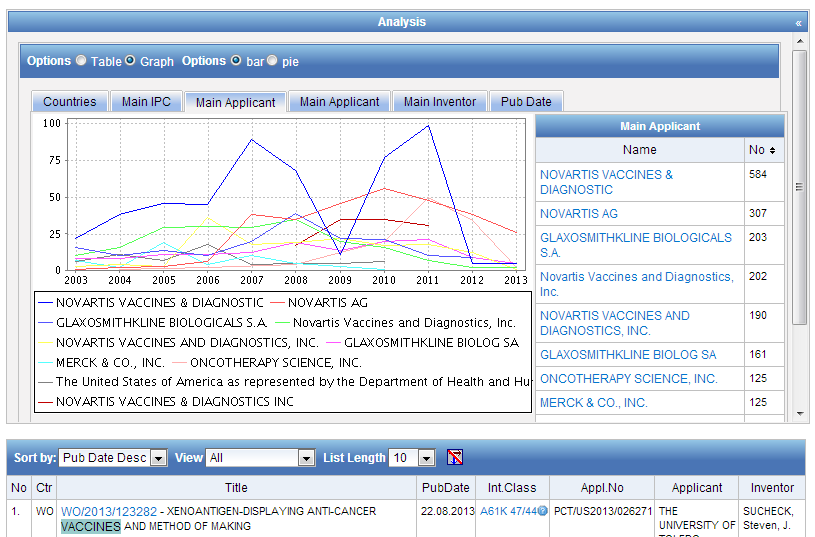 Analysis «
Options Table Graph Options bar pie
Countries Main IPC Main Applicant Main Applicant Main Inventor Pub Date
100
75
50
25
0
2003 2004 2005 2006 2007 2008 2009 2010 2011 2012 2013
NOVARTIS VACCINES & DIAGNOSTIC NOVARTIS AG
GLAXOSMITHKLINE BIOLOGICALS S.A. Novartis Vaccines and Diagnostics, Inc.
NOVARTIS VACCINES AND DIAGNOSTICS, INC. GLAXOSMITHKLINE BIOLOG SA
MERCK & CO., INC. ONCOTHERAPY SCIENCE, INC.
The United States of America as represented by the Department of Health and Hu
NOVARTIS VACCINES & DIAGNOSTICS INC
Main Applicant
Name No
NOVARTIS VACCINES & 584
DIAGNOSTIC
NOVARTIS AG 307
GLAXOSMITHKLINE BIOLOGICALS 203
S.A.
Novartis Vaccines and Diagnostics, 202
Inc.
NOVARTIS VACCINES AND 190
DIAGNOSTICS, INC.
GLAXOSMITHKLINE BIOLOG SA 161
ONCOTHERAPY SCIENCE, INC. 125
MERCK & CO., INC. 125
Sort by: Pub Date Desc View All List Length 10
No Ctr Title PubDate Int.Class Appl.No Applicant Inventor
1. WO WO/2013/123282 - XENOANTIGEN-DISPLAYING ANTI-CANCER 22.08.2013 A61K 47/44 PCT/US2013/026271 THE SUCHECK,
VACCINES AND METHOD OF MAKING UNIVERSITY OF Steven, J.
TOLEDO